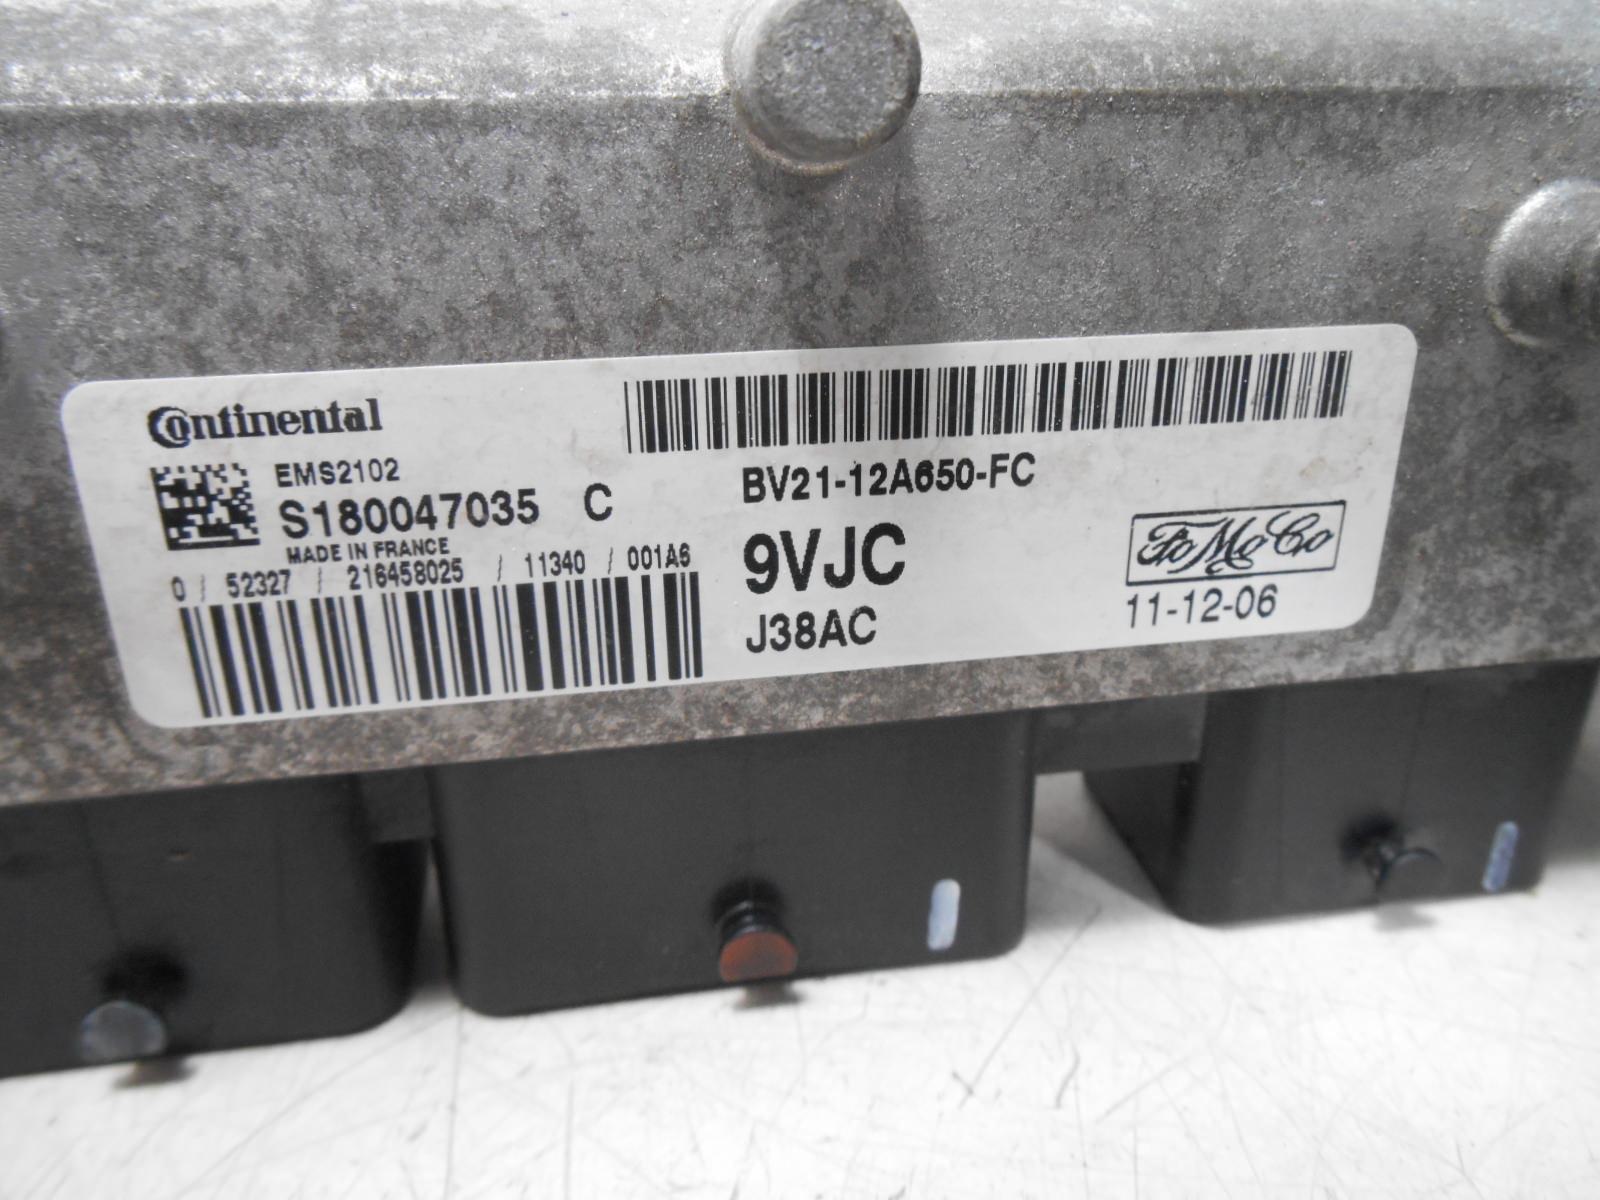 Continental
EMS2102
S180047035 C
MADE IN FRANCE
0 / 52327 / 216458025 / 11340 / 001A6
BV21-12A650-FC
9VJC
J38AC
FoMoCo
11-12-06